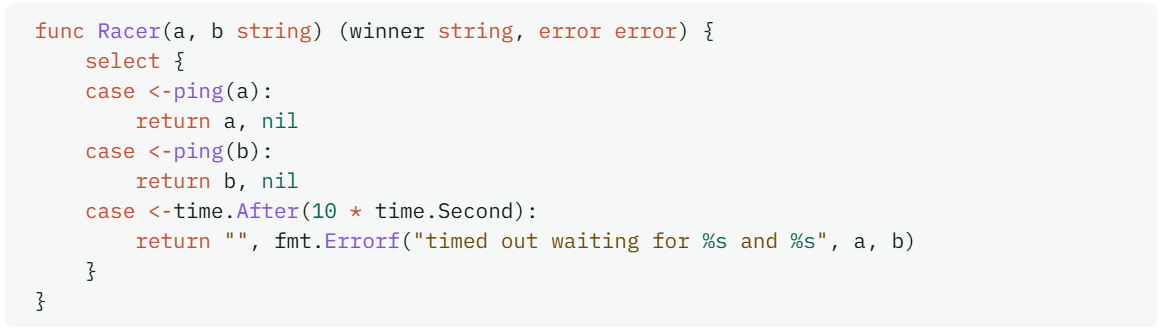 func Racer(a, b string) (winner string, error error) {
    select {
    case <-ping(a):
        return a, nil
    case <-ping(b):
        return b, nil
    case <-time.After(10 * time.Second):
        return "", fmt.Errorf("timed out waiting for %s and %s", a, b)
    }
}